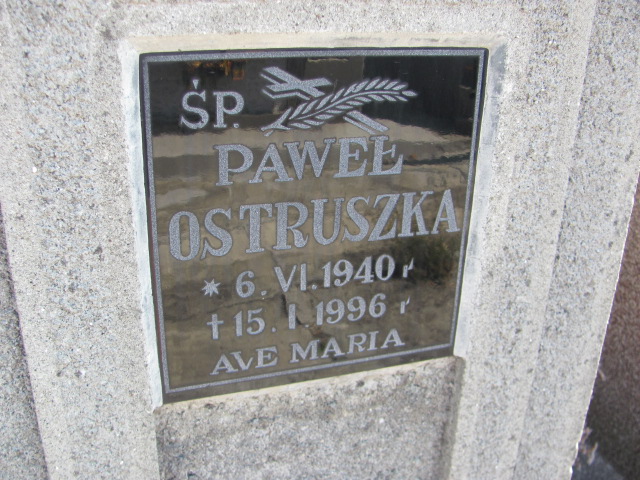 ŚP.
PAWEŁ
OSTRUSZKA
* 6. VI. 1940 r
† 15. I. 1996 r
AVE MARIA